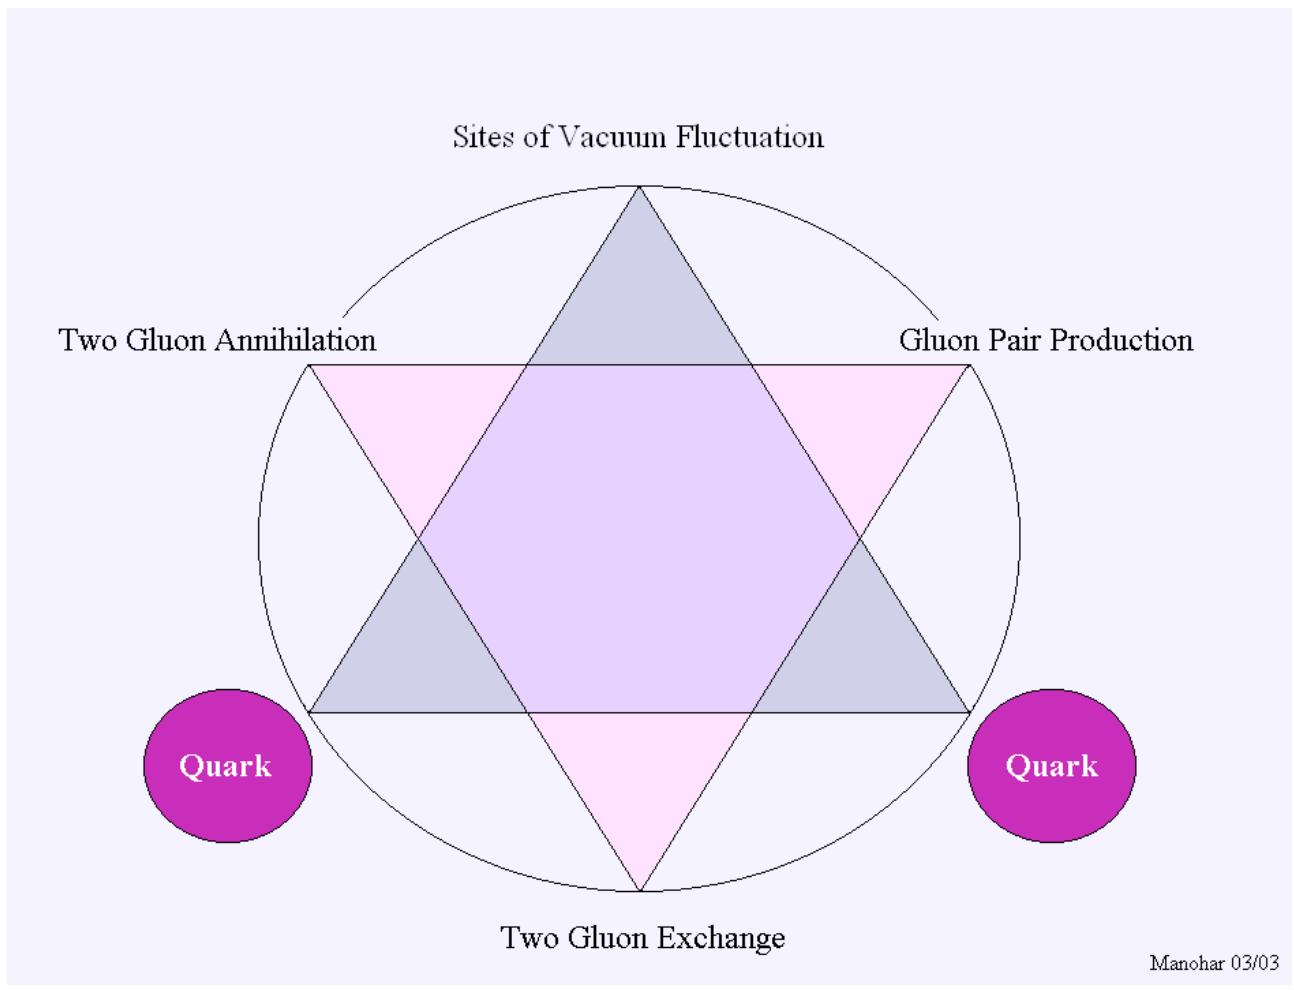 Sites of Vacuum Fluctuation
Two Gluon Annihilation
Gluon Pair Production
Quark
Quark
Two Gluon Exchange
Manohar 03/03